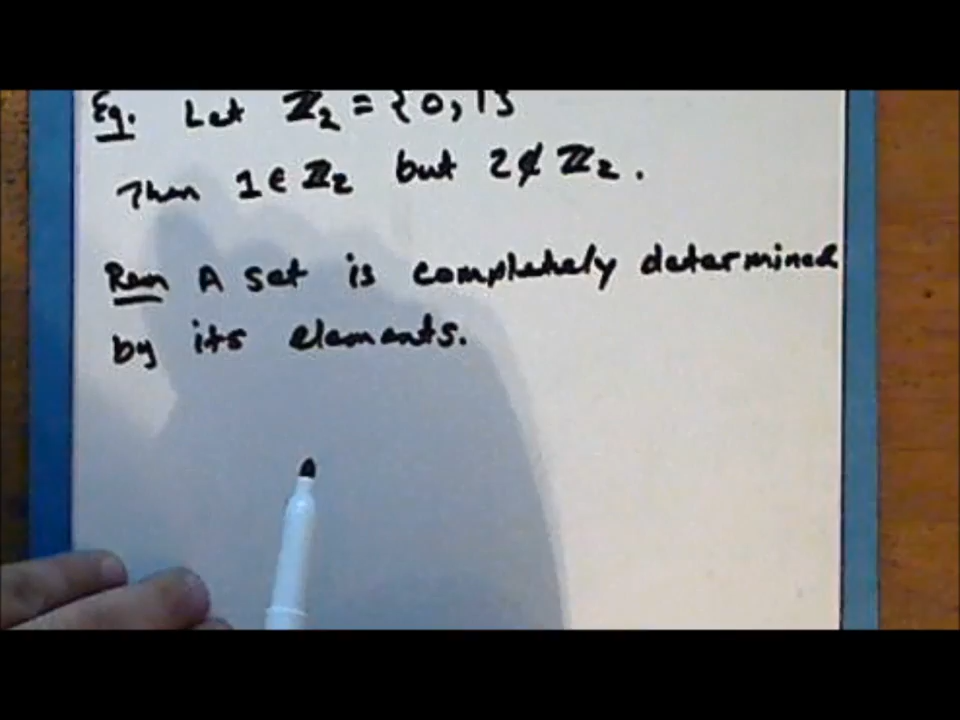 Eg. Let ℤ₂ = {0, 1}
Then 1 ∈ ℤ₂ but 2 ∉ ℤ₂.
Rem A set is completely determined
by its elements.